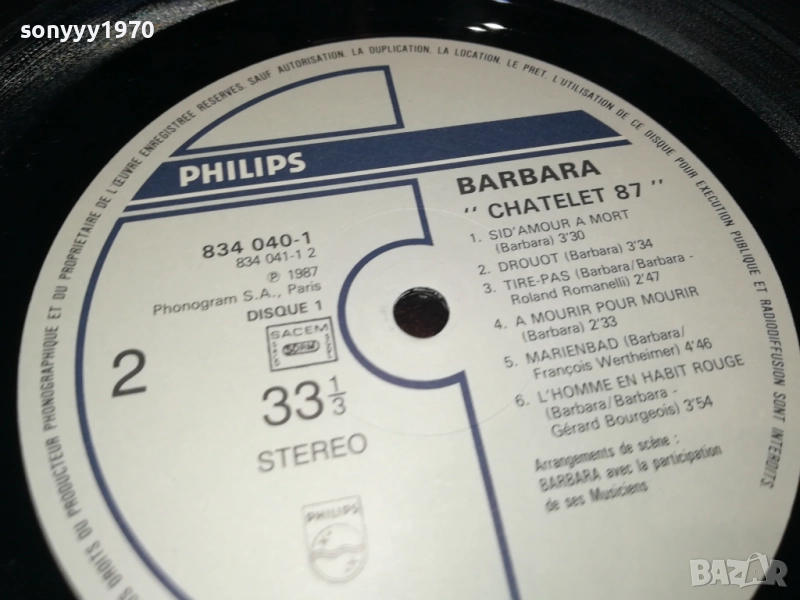 sonyyy1970
DROITS DU PRODUCTEUR PHONOGRAPHIQUE ET DU PROPRIETAIRE DE L'ŒUVRE ENREGISTREE RESERVES. SAUF AUTORISATION, LA DUPLICATION, LA LOCATION, LE PRET, L'UTILISATION DE CE DISQUE POUR EXECUTION PUBLIQUE ET RADIODIFFUSION SONT INTERDITS.
PHILIPS
BARBARA
"CHATELET 87"
834 040-1
834 041-1 2
℗ 1987
Phonogram S.A., Paris
DISQUE 1
SACEM
2
33 1/3
STEREO
PHILIPS
1. SID'AMOUR A MORT
(Barbara) 3'30
2. DROUOT (Barbara) 3'34
3. TIRE-PAS (Barbara/Barbara -
Roland Romanelli) 2'47
4. A MOURIR POUR MOURIR
(Barbara) 2'33
5. MARIENBAD (Barbara/
François Wertheimer) 4'46
6. L'HOMME EN HABIT ROUGE
(Barbara/Barbara -
Gérard Bourgeois) 3'54
Arrangements de scène :
BARBARA avec la participation
de ses Musiciens
BAZAR